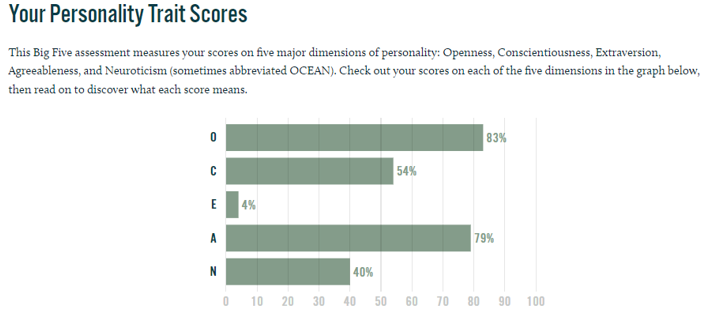 Your Personality Trait Scores
This Big Five assessment measures your scores on five major dimensions of personality: Openness, Conscientiousness, Extraversion,
Agreeableness, and Neuroticism (sometimes abbreviated OCEAN). Check out your scores on each of the five dimensions in the graph below,
then read on to discover what each score means.
O 83%
C 54%
E 4%
A 79%
N 40%
0 10 20 30 40 50 60 70 80 90 100